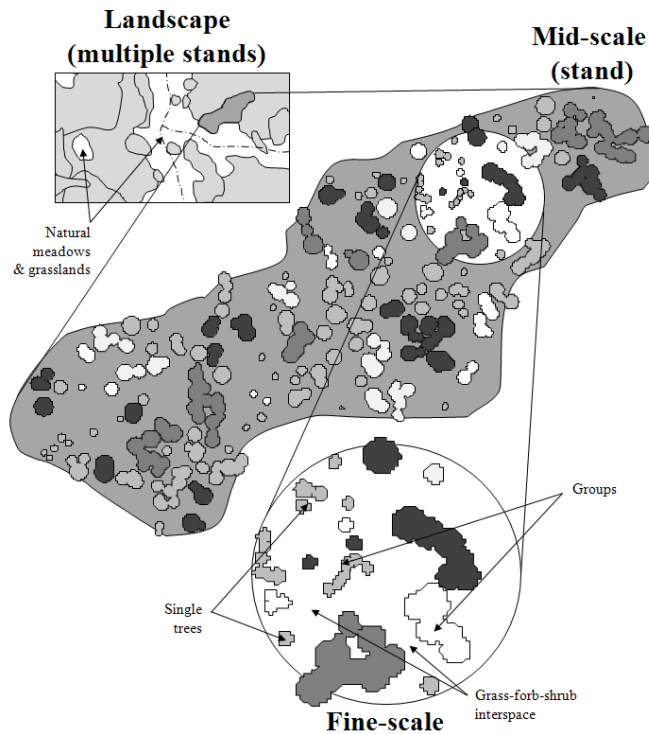 Landscape
(multiple stands)
Mid-scale
(stand)
Natural
meadows
& grasslands
Groups
Single
trees
Grass-forb-shrub
interspace
Fine-scale